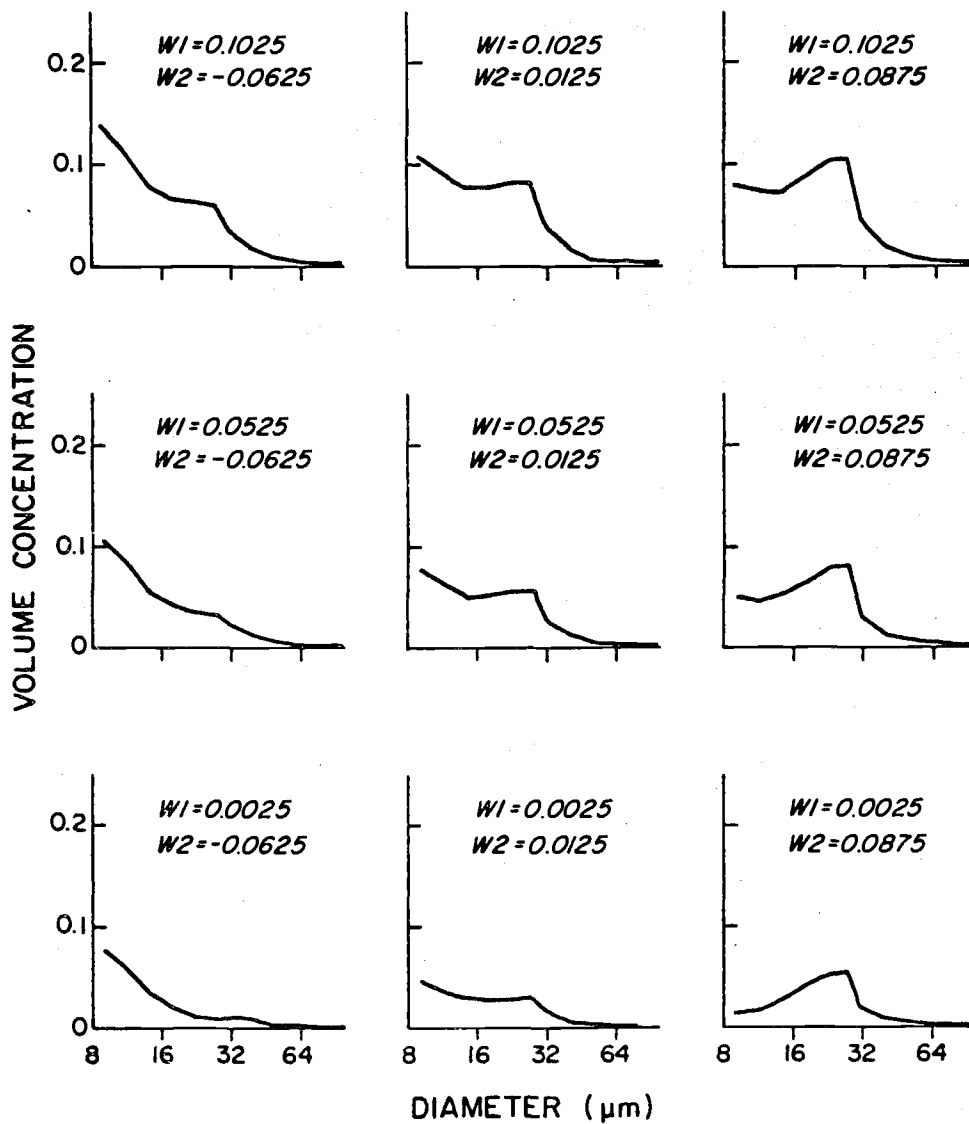 W1=0.1025
W2=-0.0625
W1=0.1025
W2=0.0125
W1=0.1025
W2=0.0875
0.2
0.1
0
W1=0.0525
W2=-0.0625
W1=0.0525
W2=0.0125
W1=0.0525
W2=0.0875
0.2
0.1
0
W1=0.0025
W2=-0.0625
W1=0.0025
W2=0.0125
W1=0.0025
W2=0.0875
0.2
0.1
0
8 16 32 64
8 16 32 64
8 16 32 64
VOLUME CONCENTRATION
DIAMETER (μm)